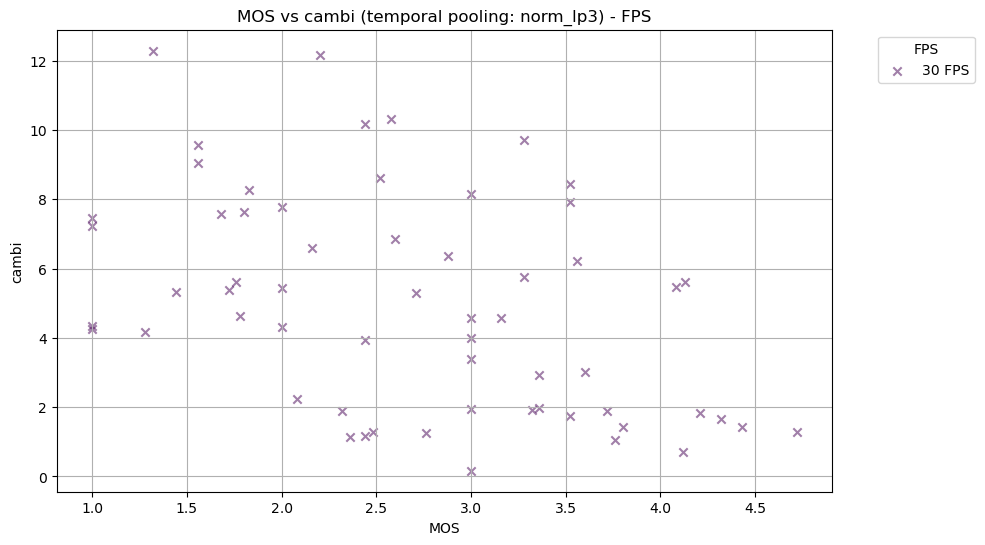 MOS vs cambi (temporal pooling: norm_lp3) - FPS
FPS
30 FPS
cambi
12
10
8
6
4
2
0
1.0 1.5 2.0 2.5 3.0 3.5 4.0 4.5
MOS